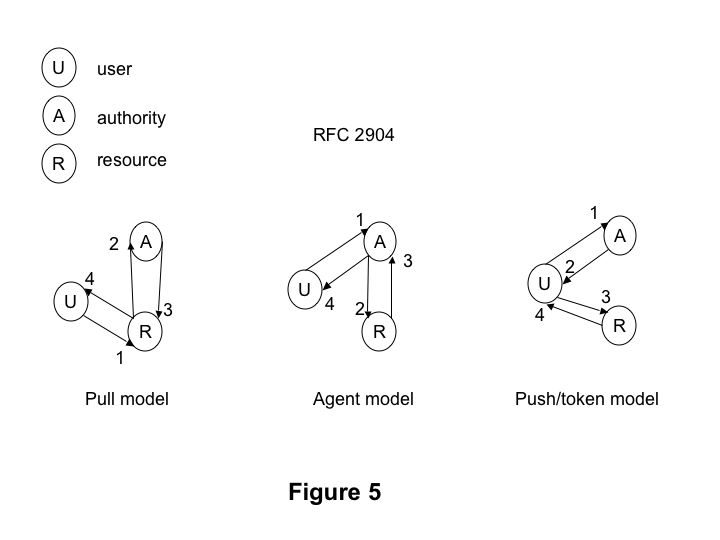 U user
A authority
R resource
RFC 2904
2 A
4
U
3
R
1
1
A
3
U
4
2
R
1
A
2
U
3
4
R
Pull model
Agent model
Push/token model
Figure 5